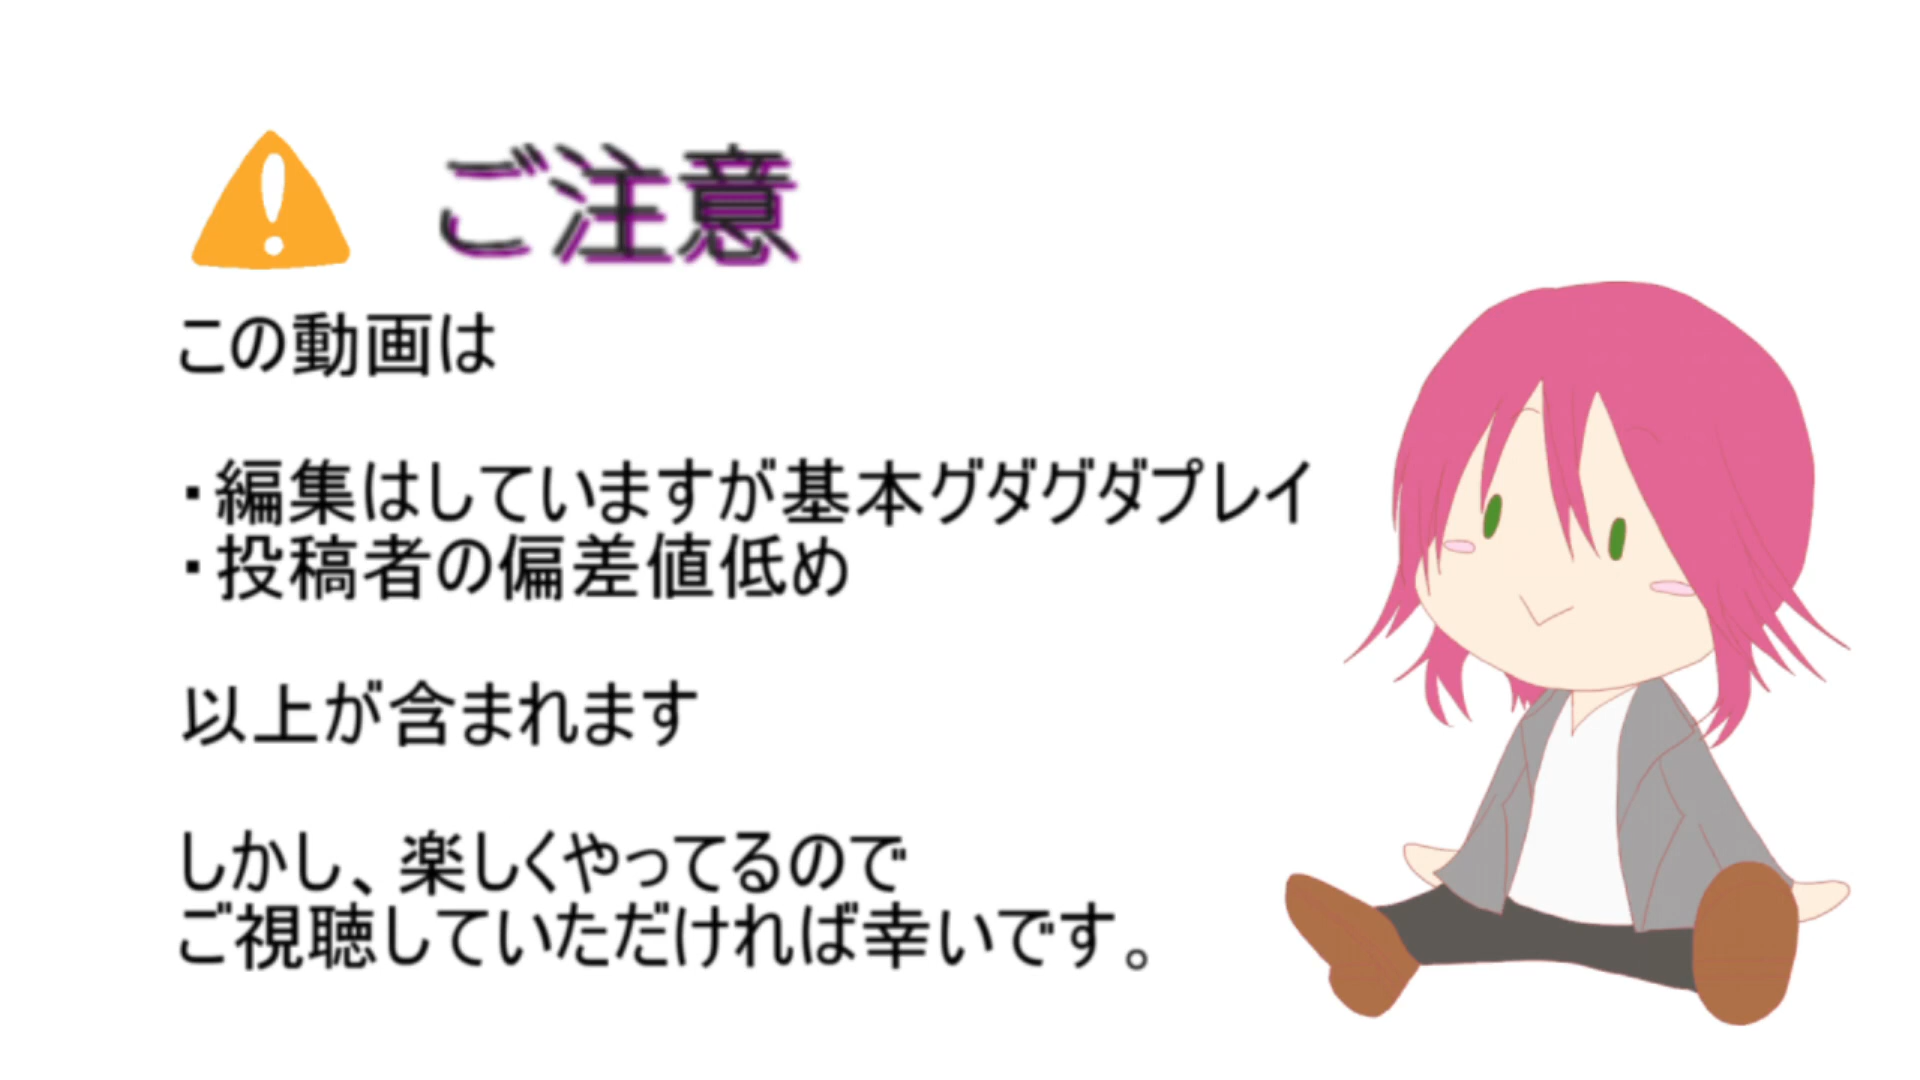 ご注意
この動画は
・編集はしていますが基本グダグダプレイ
・投稿者の偏差値低め
以上が含まれます
しかし、楽しくやってるので
ご視聴していただければ幸いです。